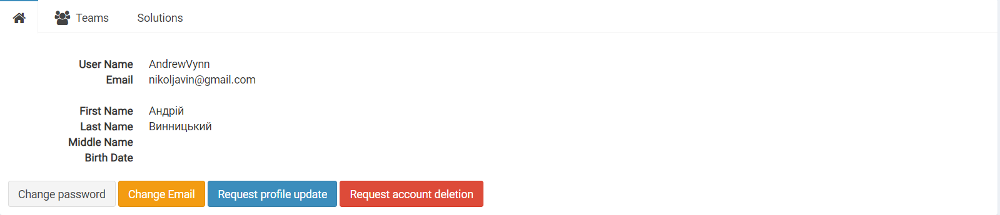 Teams Solutions
User Name AndrewVynn
Email nikoljavin@gmail.com
First Name Андрій
Last Name Винницький
Middle Name
Birth Date
Change password Change Email Request profile update Request account deletion